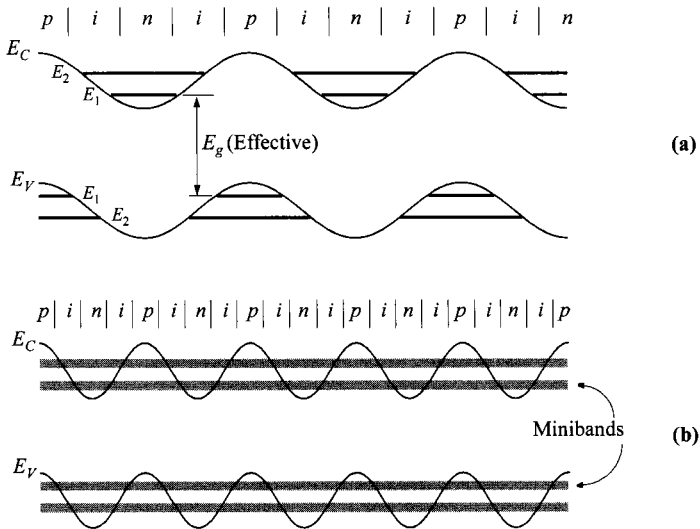 p | i | n | i | p | i | n | i | p | i | n
E_C
E_2
E_1
E_g (Effective)
(a)
E_V
E_1
E_2
p | i | n | i | p | i | n | i | p | i | n | i | p | i | n | i | p | i | n | i | p
E_C
Minibands
(b)
E_V